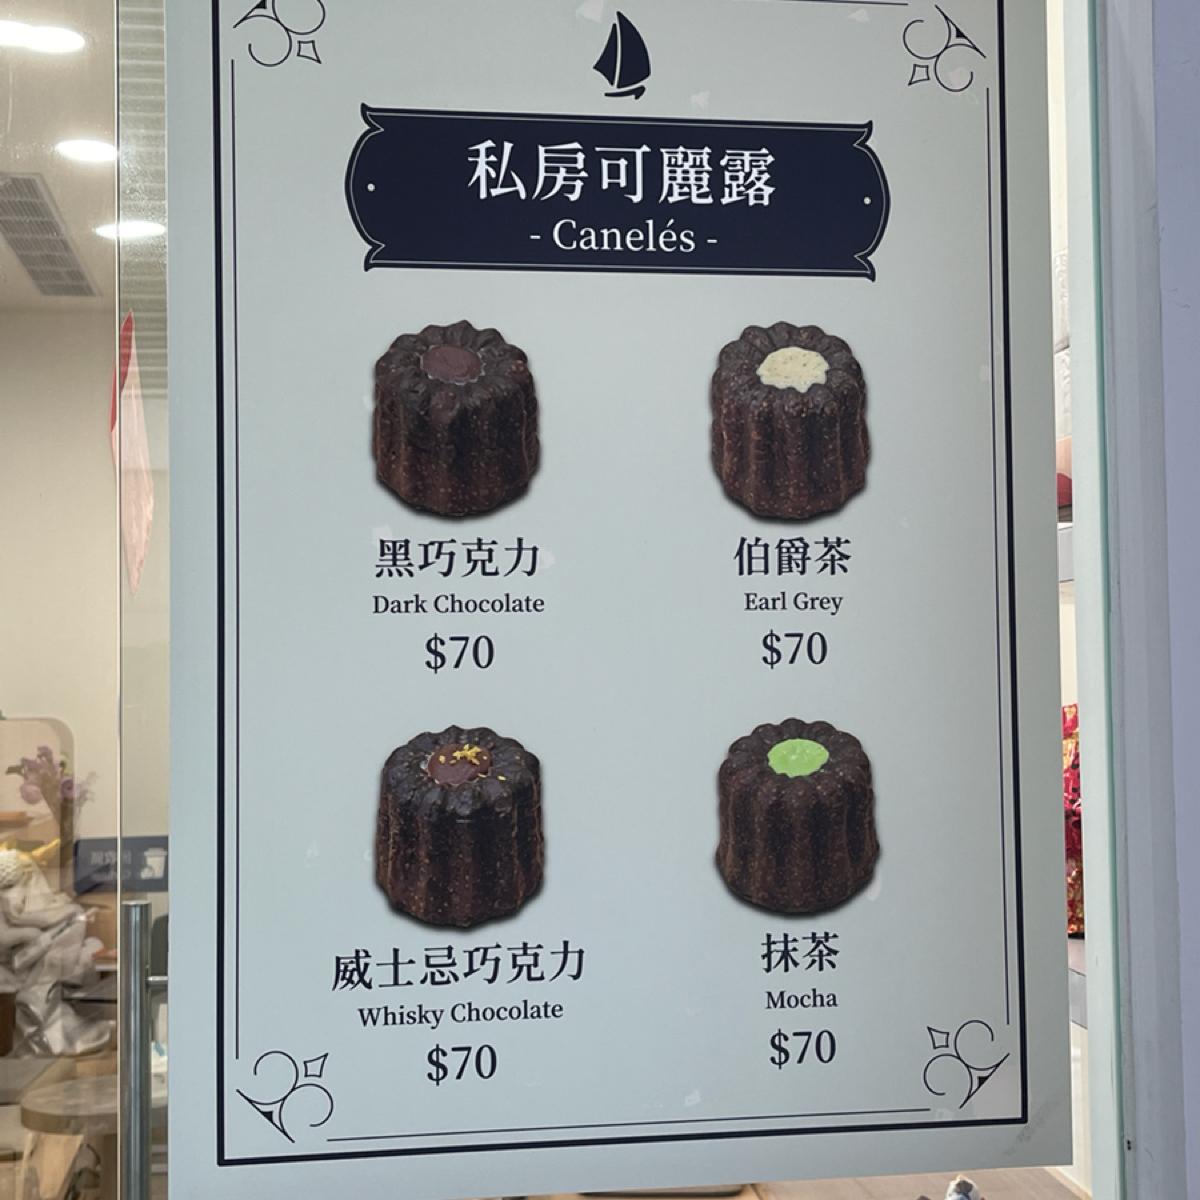 私房可麗露
- Canelés -
黑巧克力
Dark Chocolate
$70
伯爵茶
Earl Grey
$70
威士忌巧克力
Whisky Chocolate
$70
抹茶
Mocha
$70